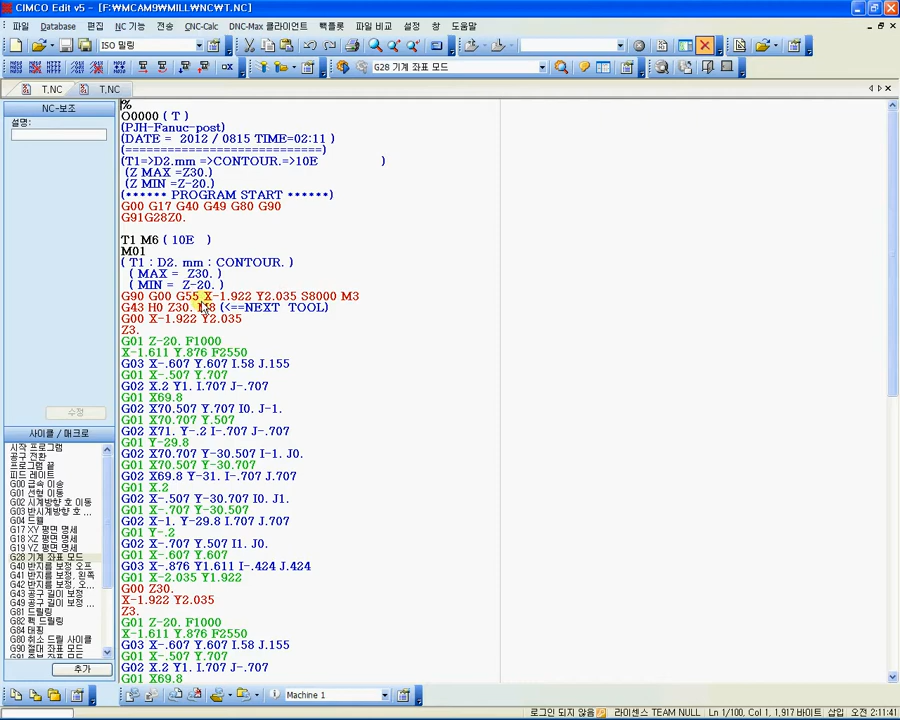 CIMCO Edit v5 - [F:₩MCAM9₩MILL₩NC₩T.NC]
파일 Database 편집 NC 기능 전송 CNC-Calc DNC-Max 클라이언트 백플롯 파일 비교 설정 창 도움말
ISO 밀링
G28 기계 좌표 모드
T.NC T.NC
NC-보조
설명:
수정
사이클 / 매크로
시작 프로그램
공구 전환
프로그램 끝
피드 레이트
G00 급속 이송
G01 선형 이동
G02 시계방향 호 이동
G03 반시계방향 호 ...
G04 드웰
G17 XY 평면 명세
G18 XZ 평면 명세
G19 YZ 평면 명세
G28 기계 좌표 모드
G40 반지름 보정 오프
G41 반지름 보정, 왼쪽
G42 반지름 보정, 오...
G43 공구 길이 보정
G49 공구 길이 보정 ...
G81 드릴링
G82 펙 드릴링
G84 태핑
G80 취소 드릴 사이클
G90 절대 좌표 모드
G91 증분 좌표 모드
추가
%
O0000 ( T )
(PJH-Fanuc-post)
(DATE = 2012 / 0815 TIME=02:11 )
(===========================)
(T1=>D2.mm =>CONTOUR.=>10E )
(Z MAX =Z30.)
(Z MIN =Z-20.)
(****** PROGRAM START ******)
G00 G17 G40 G49 G80 G90
G91G28Z0.
T1 M6 ( 10E )
M01
( T1 : D2. mm : CONTOUR. )
( MAX = Z30. )
( MIN = Z-20. )
G90 G00 G55 X-1.922 Y2.035 S8000 M3
G43 H0 Z30. (<==NEXT TOOL)
G00 X-1.922 Y2.035
Z3.
G01 Z-20. F1000
X-1.611 Y.876 F2550
G03 X-.607 Y.607 I.58 J.155
G01 X-.507 Y.707
G02 X.2 Y1. I.707 J-.707
G01 X69.8
G02 X70.507 Y.707 I0. J-1.
G01 X70.707 Y.507
G02 X71. Y-.2 I-.707 J-.707
G01 Y-29.8
G02 X70.707 Y-30.507 I-1. J0.
G01 X70.507 Y-30.707
G02 X69.8 Y-31. I-.707 J.707
G01 X.2
G02 X-.507 Y-30.707 I0. J1.
G01 X-.707 Y-30.507
G02 X-1. Y-29.8 I.707 J.707
G01 Y-.2
G02 X-.707 Y.507 I1. J0.
G01 X-.607 Y.607
G03 X-.876 Y1.611 I-.424 J.424
G01 X-2.035 Y1.922
G00 Z30.
X-1.922 Y2.035
Z3.
G01 Z-20. F1000
X-1.611 Y.876 F2550
G03 X-.607 Y.607 I.58 J.155
G01 X-.507 Y.707
G02 X.2 Y1. I.707 J-.707
G01 X69.8
Machine 1
로그인 되지 않음 라이센스 TEAM NULL Ln 1/100, Col 1, 1,917 바이트 삽입 오전 2:11:41